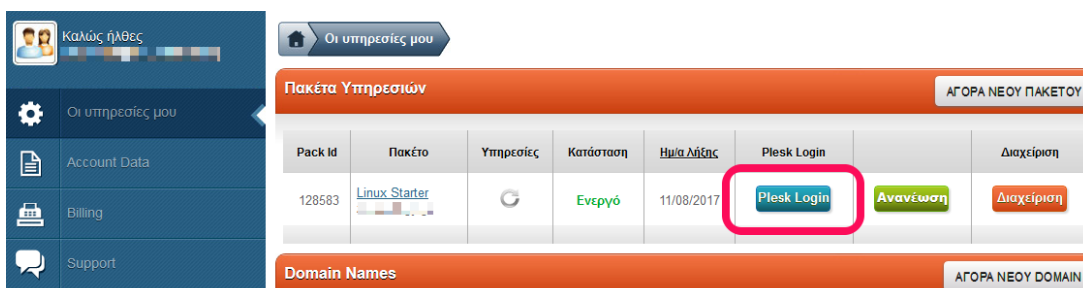 Καλώς ήλθες
Οι υπηρεσίες μου
Οι υπηρεσίες μου
Account Data
Billing
Support
Πακέτα Υπηρεσιών
ΑΓΟΡΑ ΝΕΟΥ ΠΑΚΕΤΟΥ
Pack Id Πακέτο Υπηρεσίες Κατάσταση Ημ/α Λήξης Plesk Login Διαχείριση
128583 Linux Starter Ενεργό 11/08/2017 Plesk Login Ανανέωση Διαχείριση
Domain Names
ΑΓΟΡΑ ΝΕΟΥ DOMAIN